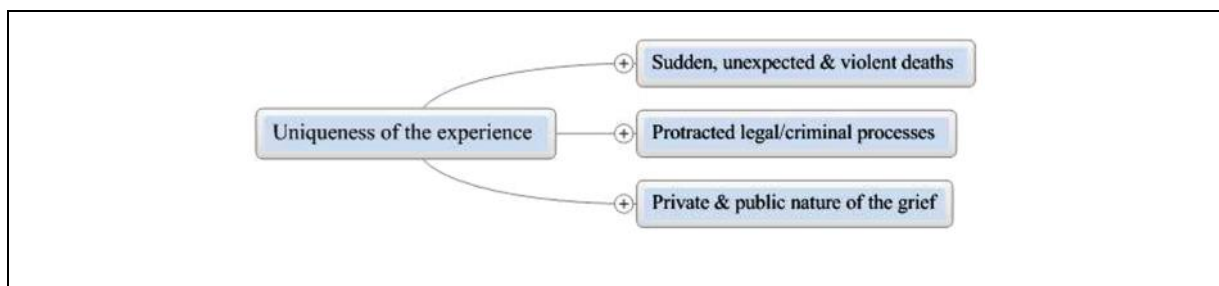 Sudden, unexpected & violent deaths
Uniqueness of the experience
Protracted legal/criminal processes
Private & public nature of the grief